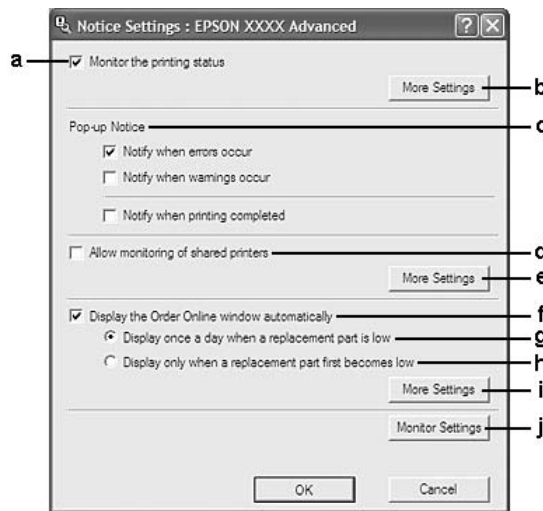 Notice Settings : EPSON XXXX Advanced
a Monitor the printing status
More Settings b
Pop-up Notice c
Notify when errors occur
Notify when warnings occur
Notify when printing completed
Allow monitoring of shared printers d
More Settings e
Display the Order Online window automatically f
Display once a day when a replacement part is low g
Display only when a replacement part first becomes low h
More Settings i
Monitor Settings j
OK Cancel